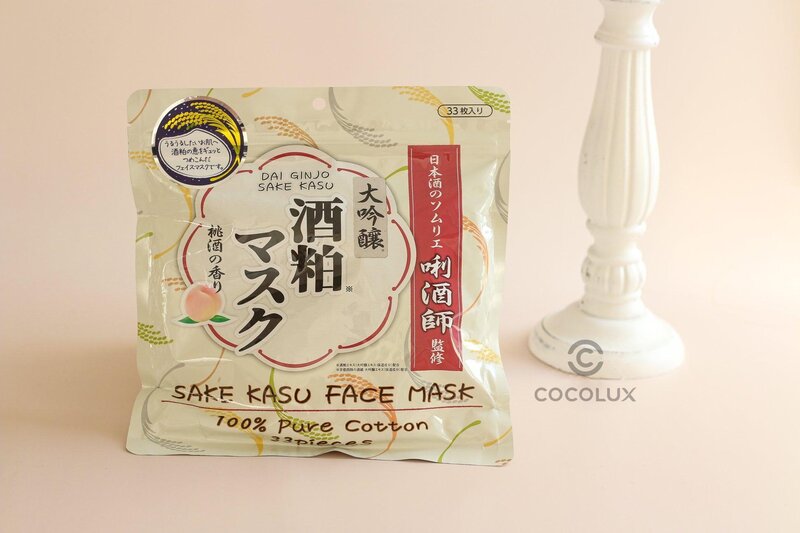 33枚入り
うるうるしたいお肌へ
酒粕の恵をギュッと
つめこんだ
フェイスマスクです。
DAI GINJO
SAKE KASU
大吟醸
酒粕
マスク
※
桃酒の香り
日本酒のソムリエ
唎酒師
監修
SAKE KASU FACE MASK
100% Pure Cotton
33pieces
COCOLUX